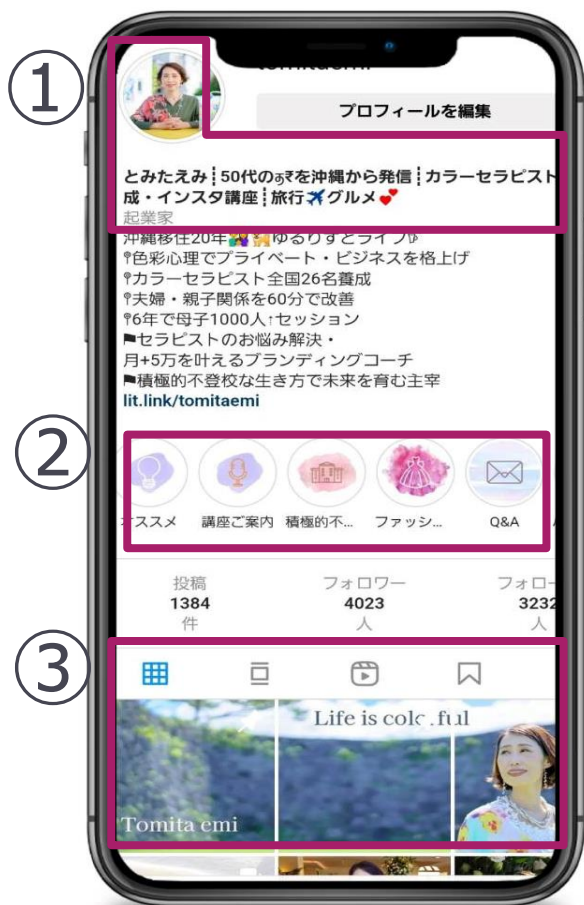 ①
プロフィールを編集
とみたえみ┊50代の𝒹を沖縄から発信┊カラーセラピスト
成・インスタ講座┊旅行✈グルメ💕
起業家
沖縄移住20年 ゆるりすとライフ
色彩心理でプライベート・ビジネスを格上げ
カラーセラピスト全国26名養成
夫婦・親子関係を60分で改善
6年で母子1000人↑セッション
⚑セラピストのお悩み解決・
月+5万を叶えるブランディングコーチ
⚑積極的不登校な生き方で未来を育む主宰
lit.link/tomitaemi
②
オススメ 講座ご案内 積極的不... ファッシ... Q&A
投稿 フォロワー フォロー
1384 4023 3232
件 人 人
③
Life is colorful
Tomita emi